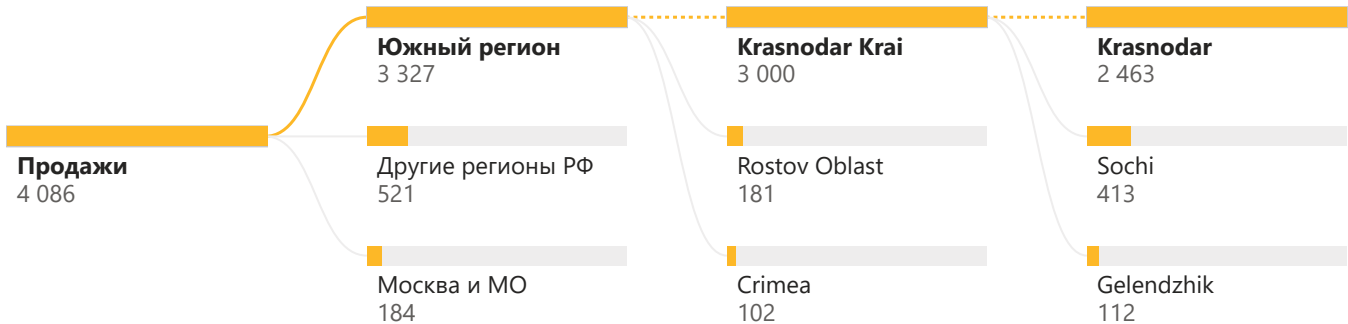 Продажи
4 086
Южный регион
3 327
Другие регионы РФ
521
Москва и МО
184
Krasnodar Krai
3 000
Rostov Oblast
181
Crimea
102
Krasnodar
2 463
Sochi
413
Gelendzhik
112